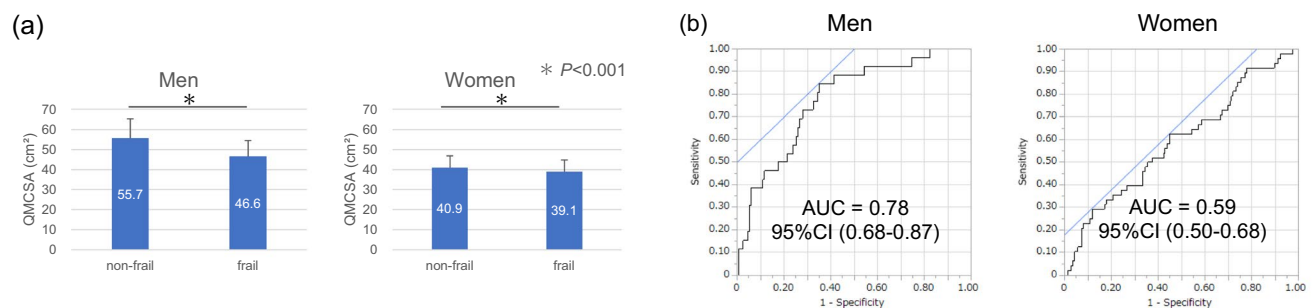 (a)
Men
Women
＊ P<0.001
＊
＊
QMCSA (cm²)
70
60
50
40
30
20
10
0
55.7
46.6
non-frail
frail
QMCSA (cm²)
70
60
50
40
30
20
10
0
40.9
39.1
non-frail
frail
(b)
Men
Sensitivity
1.00
0.90
0.80
0.70
0.60
0.50
0.40
0.30
0.20
0.10
0
AUC = 0.78
95%CI (0.68-0.87)
0
0.20
0.40
0.60
0.80
1.00
1 - Specificity
Women
Sensitivity
1.00
0.90
0.80
0.70
0.60
0.50
0.40
0.30
0.20
0.10
0.00
AUC = 0.59
95%CI (0.50-0.68)
0.00
0.20
0.40
0.60
0.80
1.00
1 - Specificity